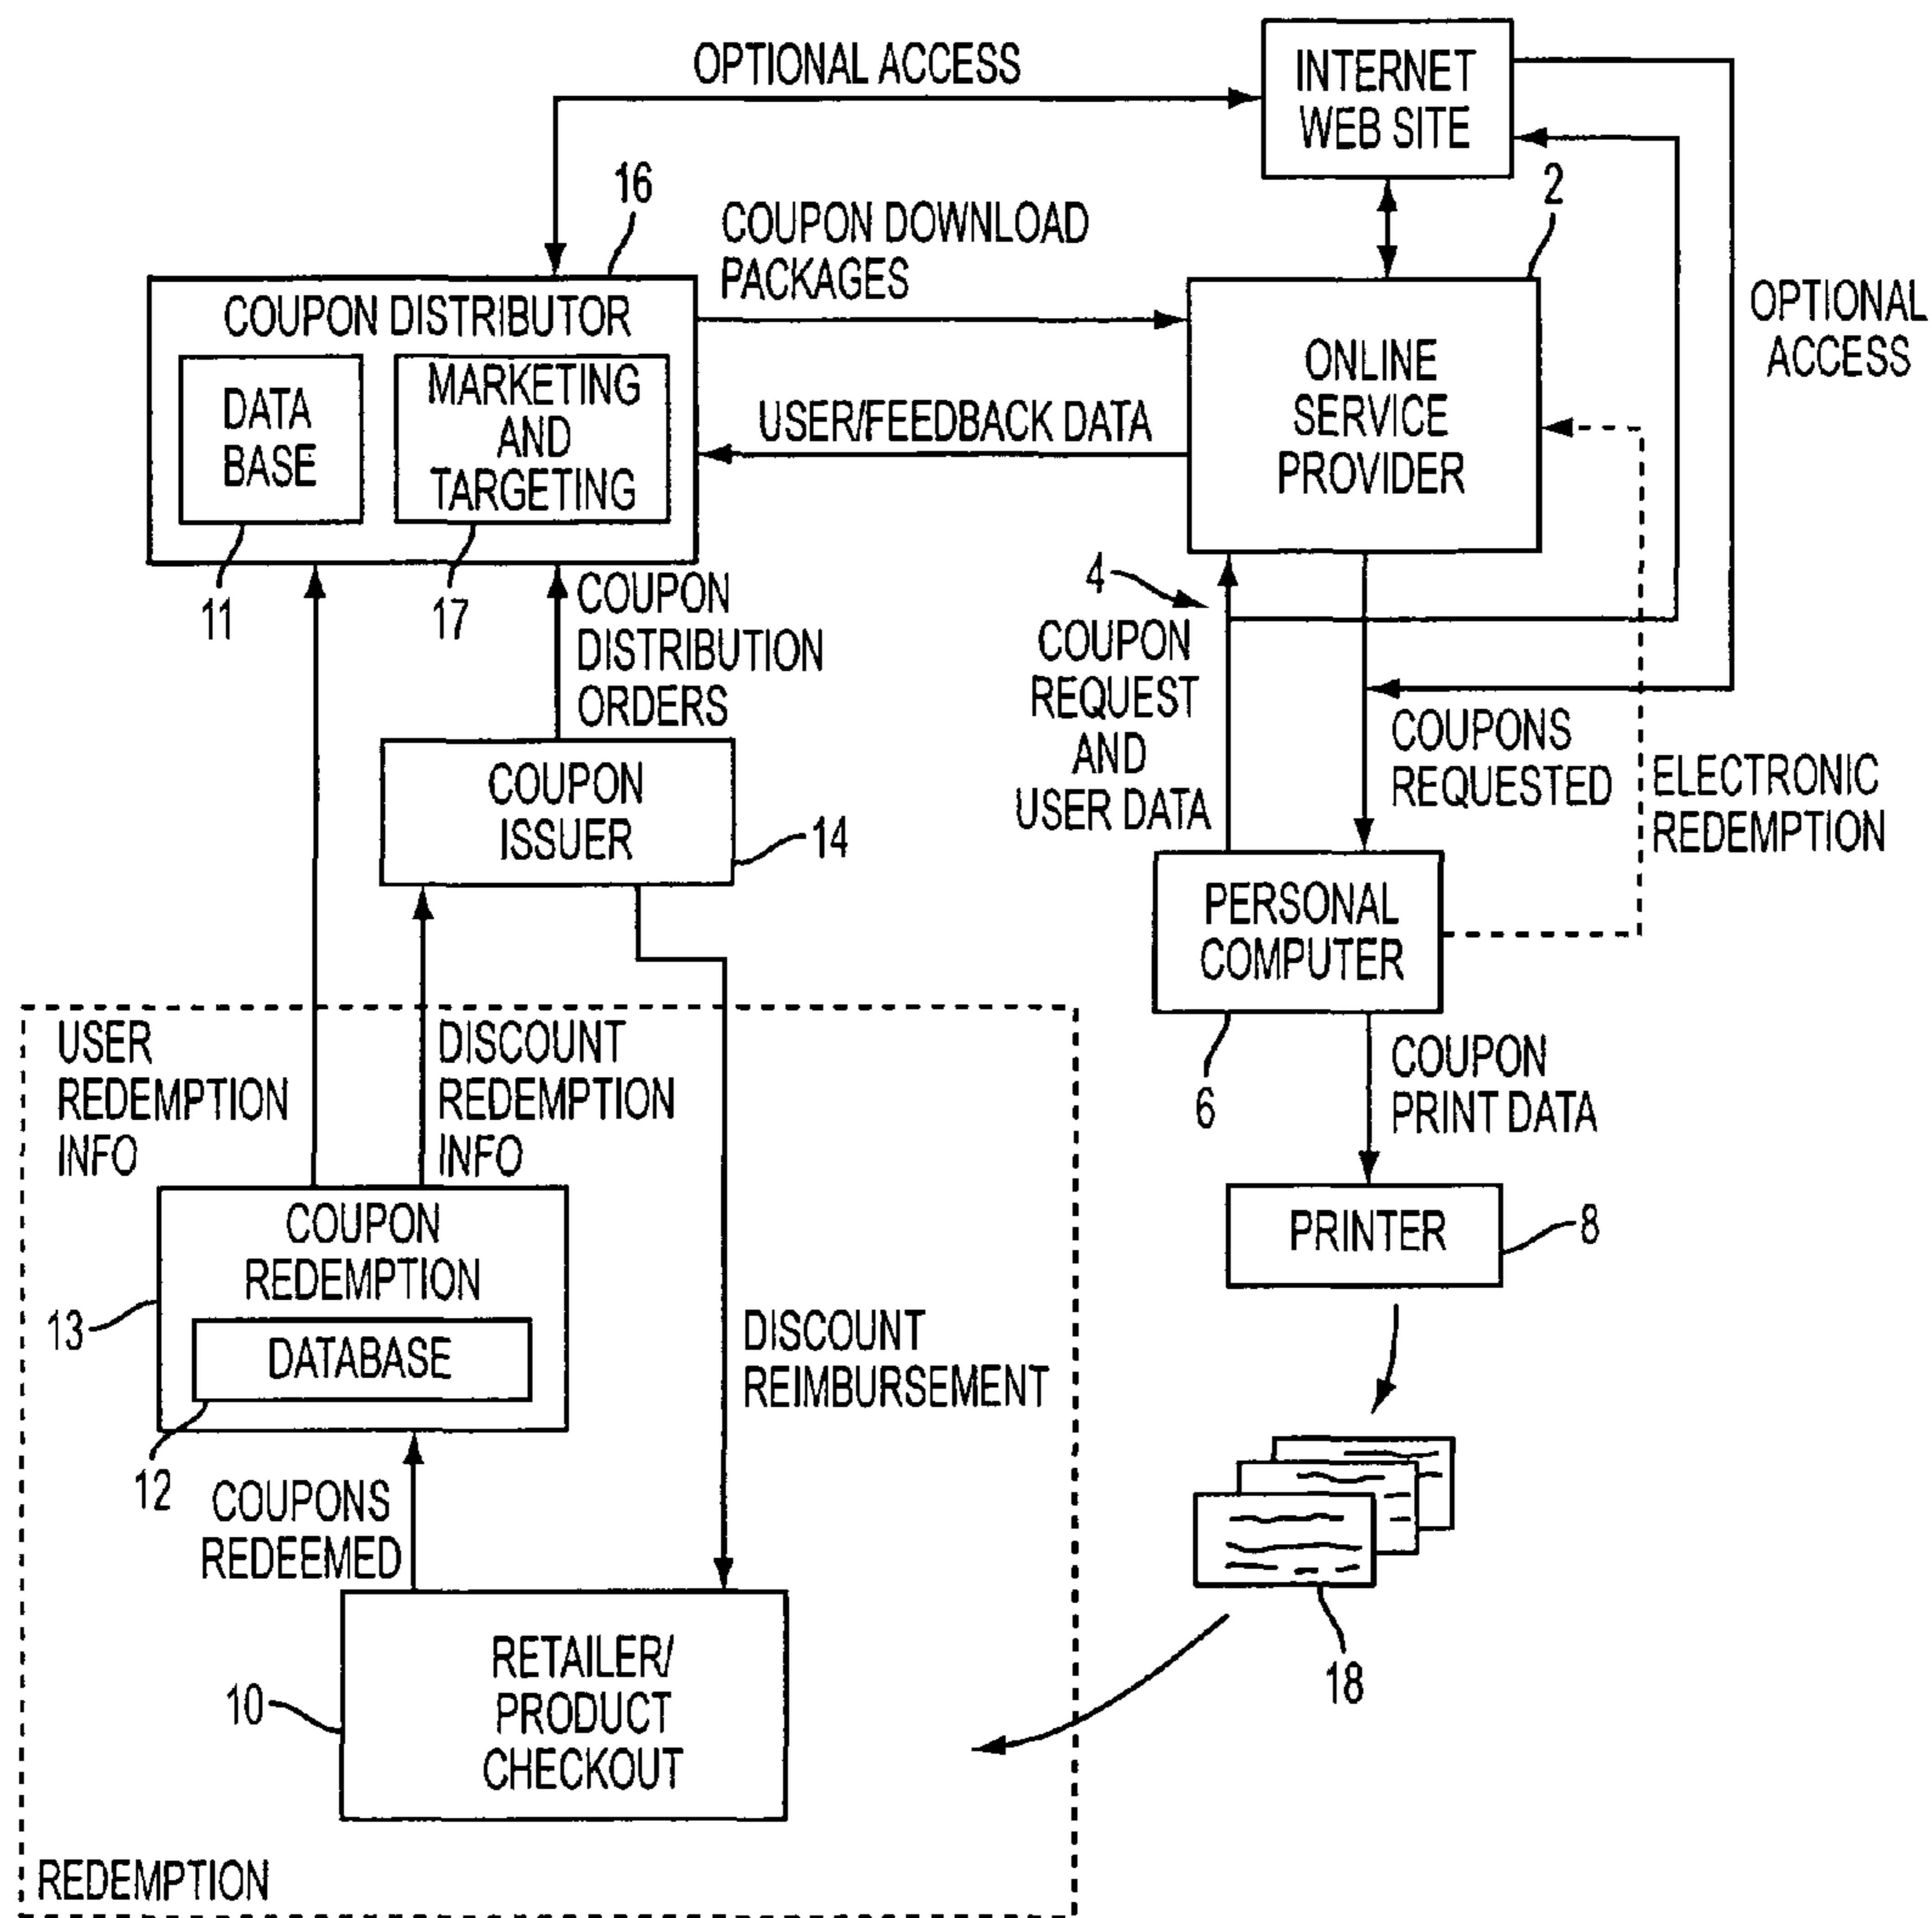 OPTIONAL ACCESS
INTERNET
WEB SITE
16
COUPON DOWNLOAD
PACKAGES
2
COUPON DISTRIBUTOR
DATA
BASE
MARKETING
AND
TARGETING
11
17
USER/FEEDBACK DATA
ONLINE
SERVICE
PROVIDER
OPTIONAL
ACCESS
COUPON
DISTRIBUTION
ORDERS
4
COUPON
REQUEST
AND
USER DATA
COUPONS
REQUESTED
ELECTRONIC
REDEMPTION
COUPON
ISSUER
14
PERSONAL
COMPUTER
6
USER
REDEMPTION
INFO
DISCOUNT
REDEMPTION
INFO
COUPON
PRINT DATA
COUPON
REDEMPTION
DATABASE
13
12
PRINTER
8
DISCOUNT
REIMBURSEMENT
COUPONS
REDEEMED
RETAILER/
PRODUCT
CHECKOUT
10
18
REDEMPTION